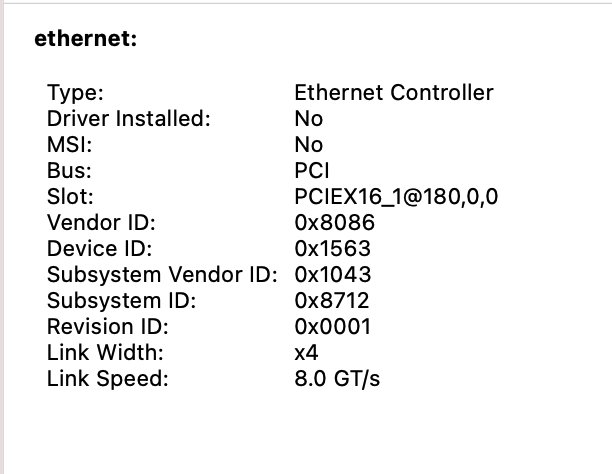 ethernet:
Type: Ethernet Controller
Driver Installed: No
MSI: No
Bus: PCI
Slot: PCIEX16_1@180,0,0
Vendor ID: 0x8086
Device ID: 0x1563
Subsystem Vendor ID: 0x1043
Subsystem ID: 0x8712
Revision ID: 0x0001
Link Width: x4
Link Speed: 8.0 GT/s